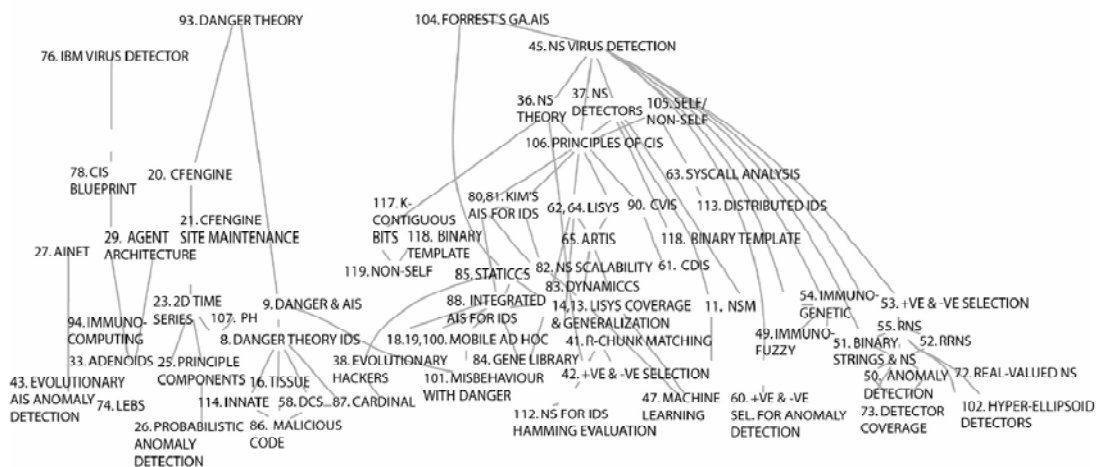 93. DANGER THEORY
104. FORREST'S GA.AIS
45. NS VIRUS DETECTION
76. IBM VIRUS DETECTOR
36. NS
THEORY
37. NS
DETECTORS
105. SELF/
NON-SELF
106. PRINCIPLES OF CIS
78. CIS
BLUEPRINT
20. CFENGINE
63. SYSCALL ANALYSIS
117. K-
CONTIGUOUS
BITS
80,81. KIM'S
AIS FOR IDS
62, 64. LISYS
90. CVIS
113. DISTRIBUTED IDS
21. CFENGINE
SITE MAINTENANCE
27. AINET
29. AGENT
ARCHITECTURE
118. BINARY
TEMPLATE
65. ARTIS
118. BINARY TEMPLATE
119. NON-SELF
85. STATICCS
82. NS SCALABILITY
61. CDIS
83. DYNAMICCS
23. 2D TIME
SERIES
9. DANGER & AIS
88. INTEGRATED
AIS FOR IDS
14,13. LISYS COVERAGE
& GENERALIZATION
11. NSM
54. IMMUNO-
GENETIC
53. +VE & -VE SELECTION
94. IMMUNO-
COMPUTING
107. PH
8. DANGER THEORY IDS
18,19,100. MOBILE AD HOC
41. R-CHUNK MATCHING
49. IMMUNO-
FUZZY
55. RNS
51. BINARY
STRINGS & NS
52. RRNS
33. ADENOIDS
25. PRINCIPLE
COMPONENTS
38. EVOLUTIONARY
HACKERS
84. GENE LIBRARY
42. +VE & -VE SELECTION
50. ANOMALY
DETECTION
72. REAL-VALUED NS
43. EVOLUTIONARY
AIS ANOMALY
DETECTION
16. TISSUE
101. MISBEHAVIOUR
WITH DANGER
74. LEBS
114. INNATE
58. DCS
87. CARDINAL
47. MACHINE
LEARNING
60. +VE & -VE
SEL. FOR ANOMALY
DETECTION
73. DETECTOR
COVERAGE
102. HYPER-ELLIPSOID
DETECTORS
26. PROBABILISTIC
ANOMALY
DETECTION
86. MALICIOUS
CODE
112. NS FOR IDS
HAMMING EVALUATION